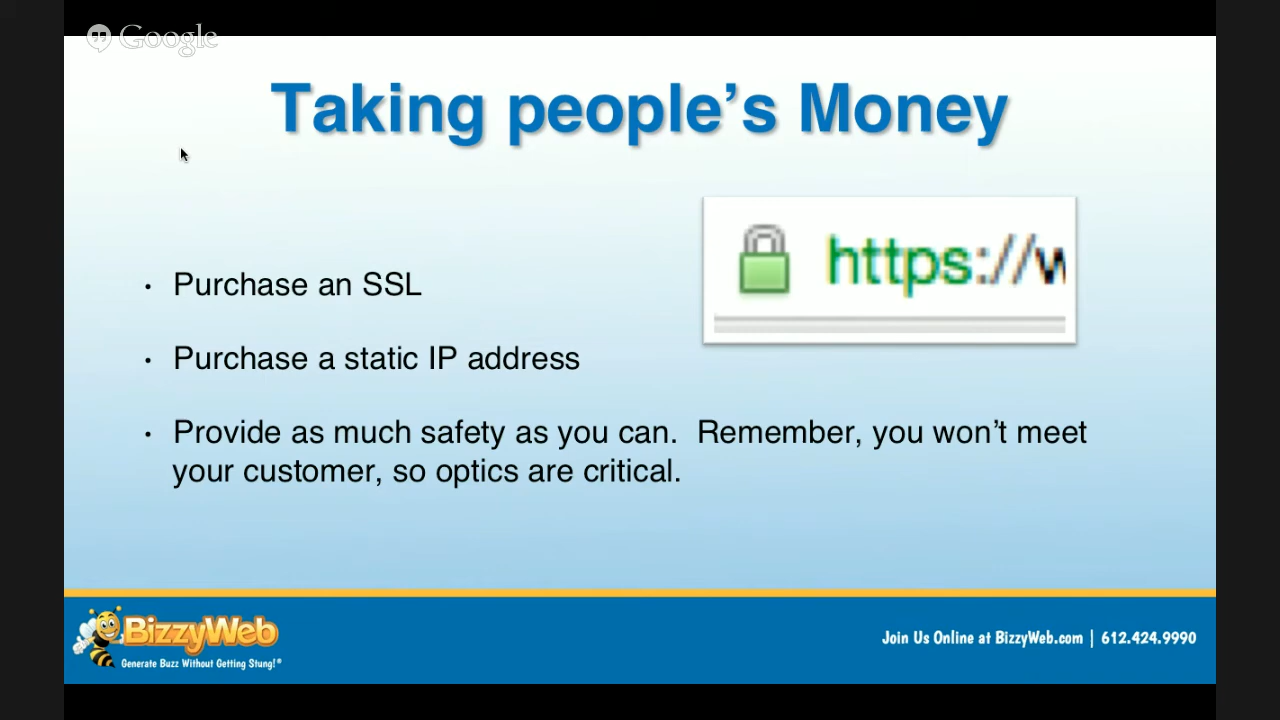 Google
Taking people’s Money
https://w
• Purchase an SSL
• Purchase a static IP address
• Provide as much safety as you can.  Remember, you won’t meet
your customer, so optics are critical.
BizzyWeb
Generate Buzz Without Getting Stung!®
Join Us Online at BizzyWeb.com | 612.424.9990